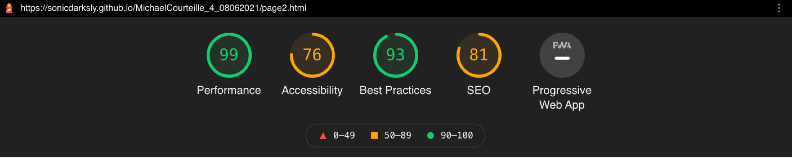 https://sonicdarksly.github.io/MichaelCourteille_4_08062021/page2.html
99 76 93 81 PWA
Performance Accessibility Best Practices SEO Progressive
Web App
0–49 50–89 90–100